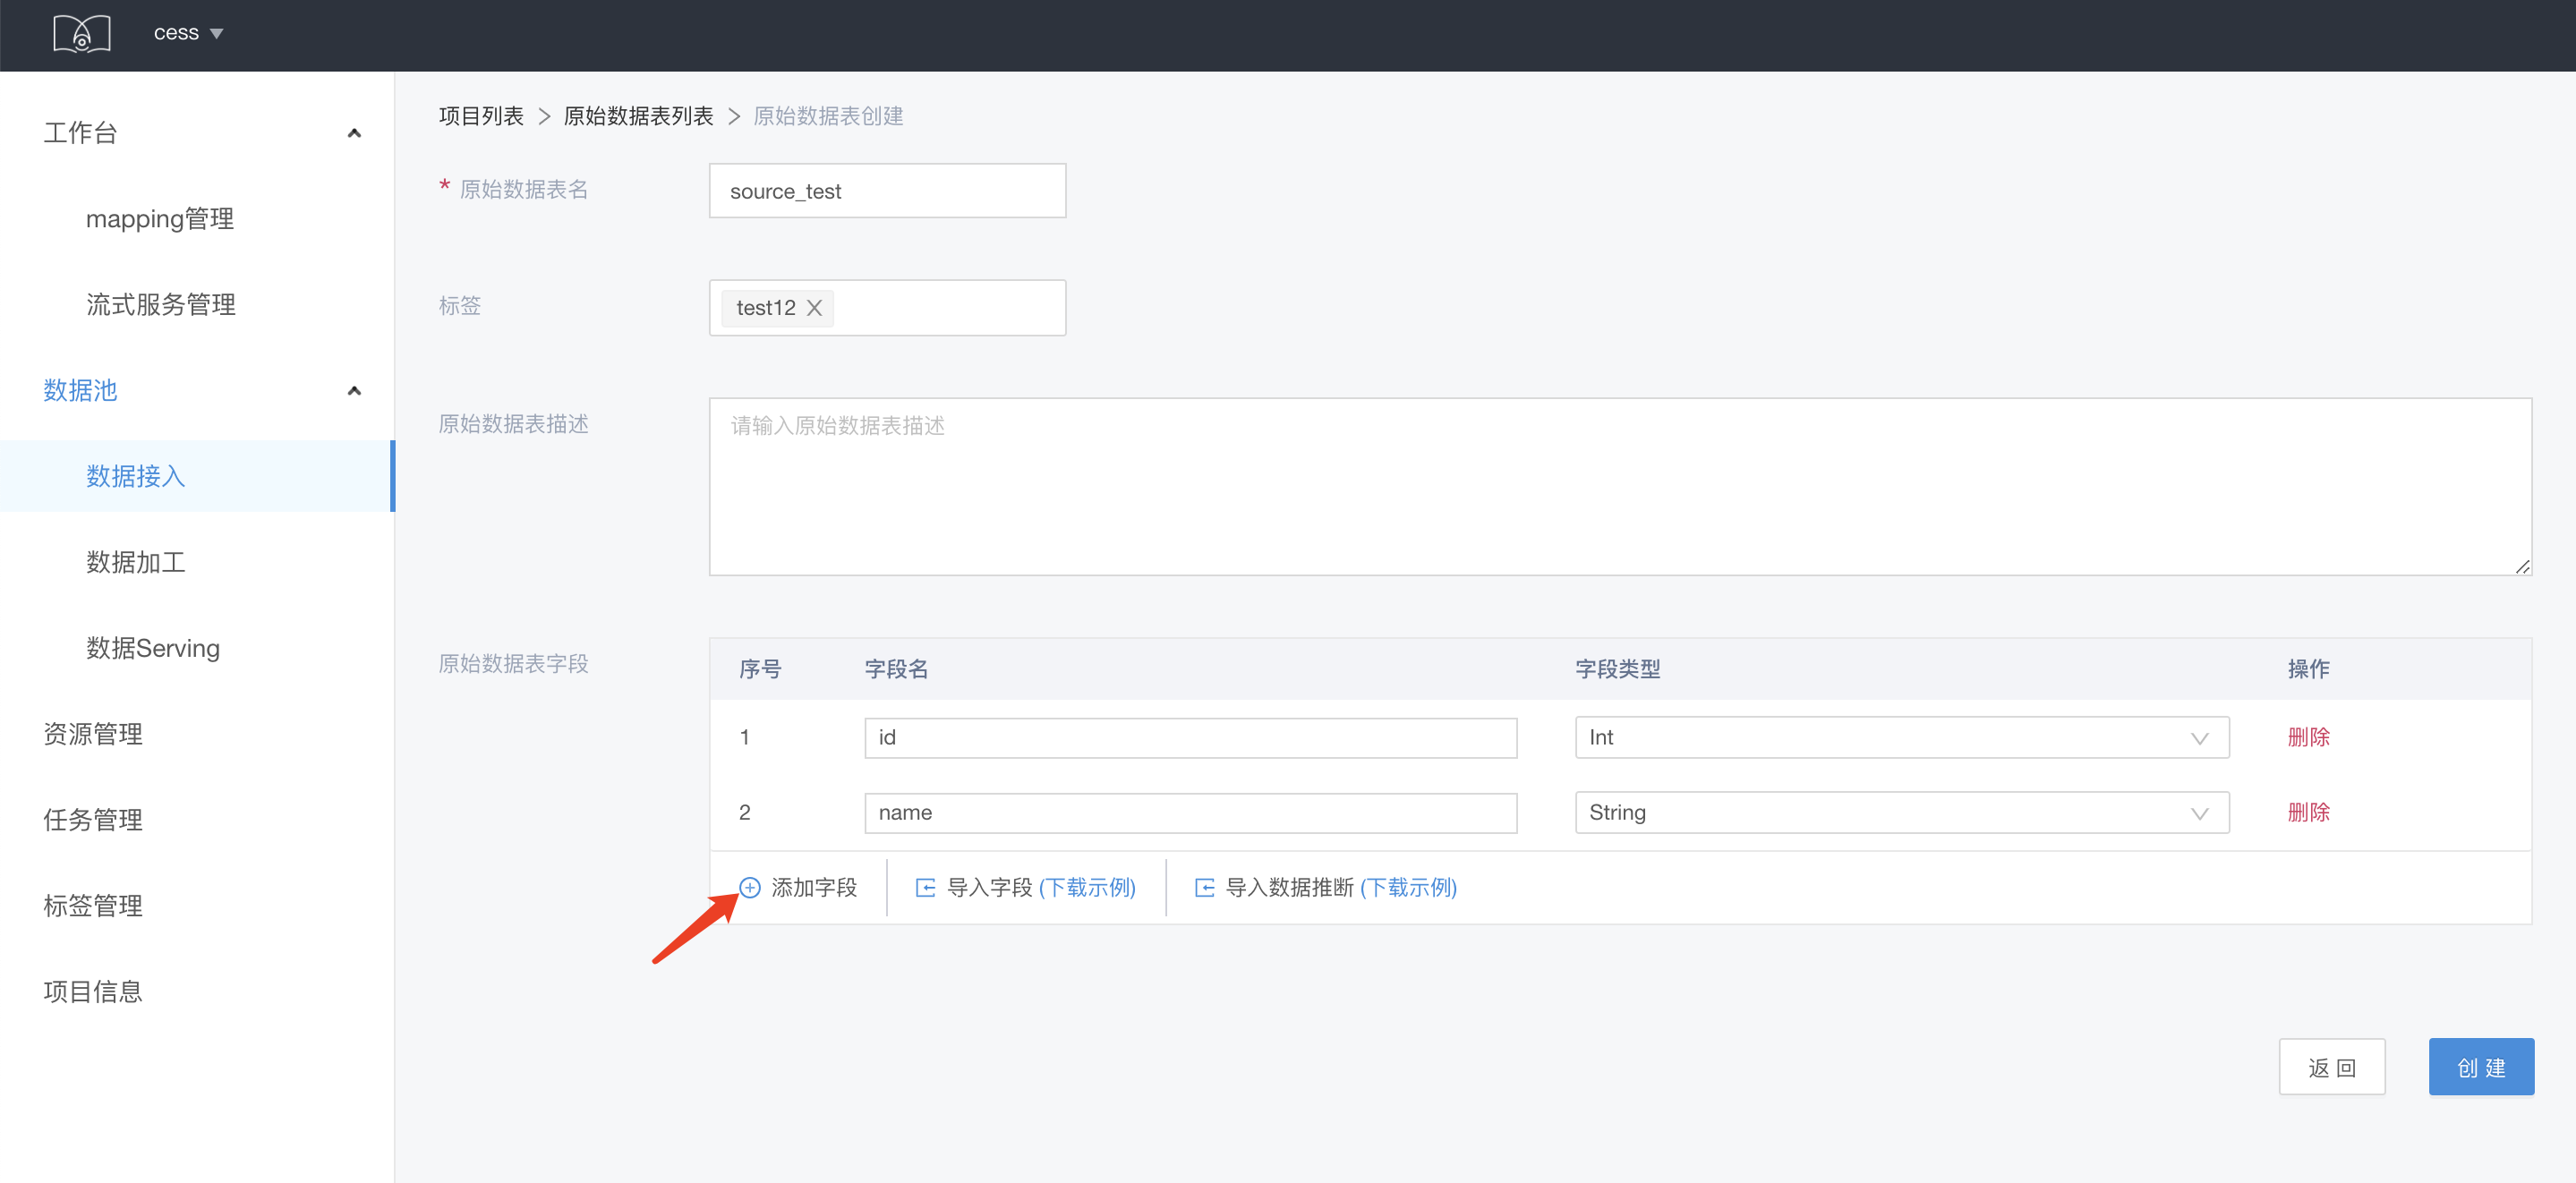 cess
工作台
mapping管理
流式服务管理
数据池
数据接入
数据加工
数据Serving
资源管理
任务管理
标签管理
项目信息
项目列表 > 原始数据表列表 > 原始数据表创建
* 原始数据表名 source_test
标签 test12 X
原始数据表描述 请输入原始数据表描述
原始数据表字段
序号 字段名 字段类型 操作
1 id Int 删除
2 name String 删除
添加字段 导入字段 (下载示例) 导入数据推断 (下载示例)
返 回 创 建